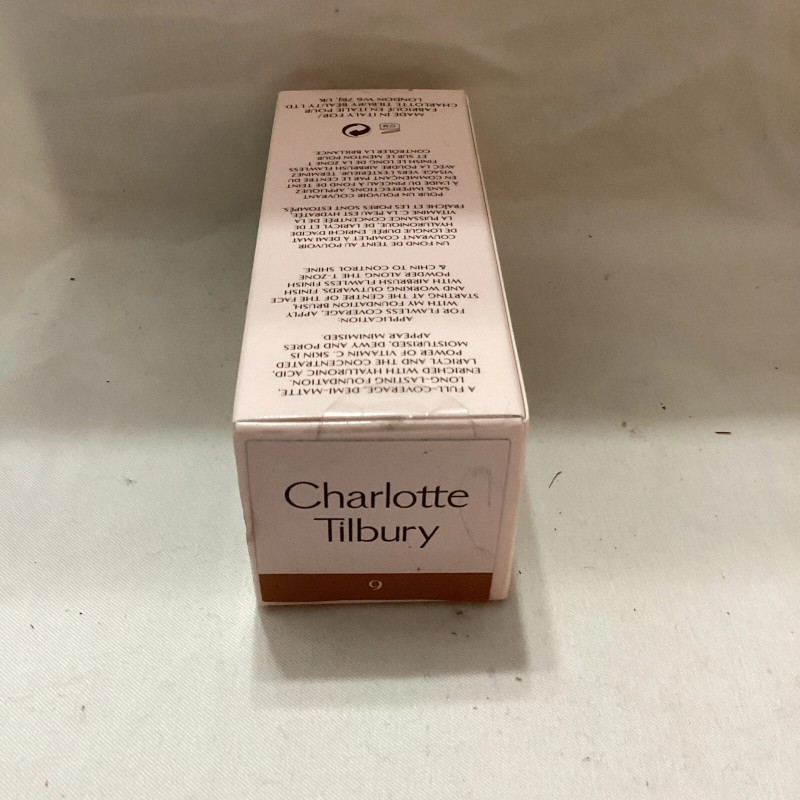 A FULL-COVERAGE, DEMI-MATTE,
LONG-LASTING FOUNDATION.
ENRICHED WITH HYALURONIC ACID,
LARICYL AND THE CONCENTRATED
POWER OF VITAMIN C. SKIN IS
MOISTURISED, DEWY AND PORES
APPEAR MINIMISED.
APPLICATION:
FOR FLAWLESS COVERAGE, APPLY
WITH MY FOUNDATION BRUSH,
STARTING AT THE CENTRE OF THE FACE
AND WORKING OUTWARDS. FINISH
WITH AIRBRUSH FLAWLESS FINISH
POWDER ALONG THE T-ZONE
& CHIN TO CONTROL SHINE.
UN FOND DE TEINT AU POUVOIR
COUVRANT COMPLET À DEMI-MAT
DE LONGUE DURÉE. ENRICHI D'ACIDE
HYALURONIQUE, DE LARICYL ET DE
LA PUISSANCE CONCENTRÉE DE LA
VITAMINE C. LA PEAU EST HYDRATÉE,
FRAÎCHE ET LES PORES SONT ESTOMPÉS.
POUR UN POUVOIR COUVRANT
SANS IMPERFECTIONS, APPLIQUEZ
À L'AIDE DU PINCEAU À FOND DE TEINT
EN COMMENÇANT PAR LE CENTRE DU
VISAGE VERS L'EXTÉRIEUR. TERMINEZ
AVEC LA POUDRE AIRBRUSH FLAWLESS
FINISH LE LONG DE LA ZONE T
ET SUR LE MENTON POUR
CONTRÔLER LA BRILLANCE.
12M
MADE IN ITALY FOR/
FABRIQUÉ EN ITALIE POUR
CHARLOTTE TILBURY BEAUTY LTD.
LONDON W6 7BJ, UK
Charlotte
Tilbury
9